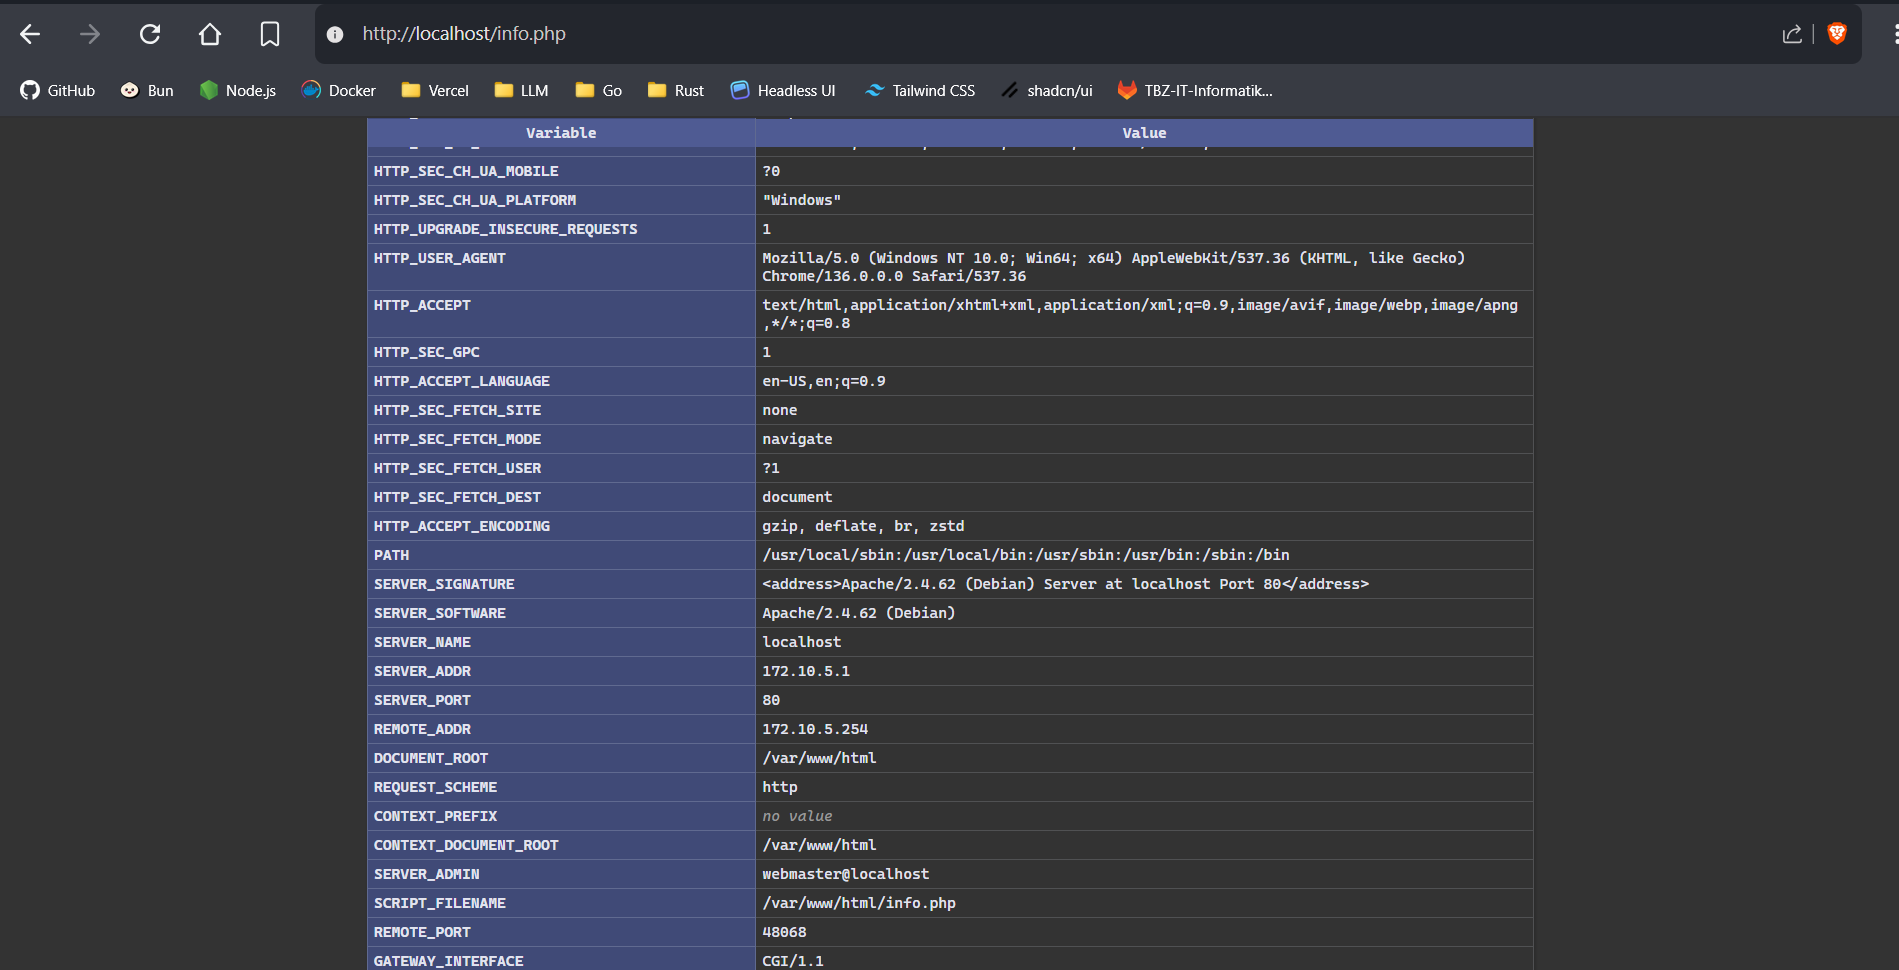 http://localhost/info.php
GitHub Bun Node.js Docker Vercel LLM Go Rust Headless UI Tailwind CSS shadcn/ui TBZ-IT-Informatik...
Variable Value
HTTP_SEC_CH_UA_MOBILE ?0
HTTP_SEC_CH_UA_PLATFORM "Windows"
HTTP_UPGRADE_INSECURE_REQUESTS 1
HTTP_USER_AGENT Mozilla/5.0 (Windows NT 10.0; Win64; x64) AppleWebKit/537.36 (KHTML, like Gecko)
Chrome/136.0.0.0 Safari/537.36
HTTP_ACCEPT text/html,application/xhtml+xml,application/xml;q=0.9,image/avif,image/webp,image/apng
,*/*;q=0.8
HTTP_SEC_GPC 1
HTTP_ACCEPT_LANGUAGE en-US,en;q=0.9
HTTP_SEC_FETCH_SITE none
HTTP_SEC_FETCH_MODE navigate
HTTP_SEC_FETCH_USER ?1
HTTP_SEC_FETCH_DEST document
HTTP_ACCEPT_ENCODING gzip, deflate, br, zstd
PATH /usr/local/sbin:/usr/local/bin:/usr/sbin:/usr/bin:/sbin:/bin
SERVER_SIGNATURE <address>Apache/2.4.62 (Debian) Server at localhost Port 80</address>
SERVER_SOFTWARE Apache/2.4.62 (Debian)
SERVER_NAME localhost
SERVER_ADDR 172.10.5.1
SERVER_PORT 80
REMOTE_ADDR 172.10.5.254
DOCUMENT_ROOT /var/www/html
REQUEST_SCHEME http
CONTEXT_PREFIX no value
CONTEXT_DOCUMENT_ROOT /var/www/html
SERVER_ADMIN webmaster@localhost
SCRIPT_FILENAME /var/www/html/info.php
REMOTE_PORT 48068
GATEWAY_INTERFACE CGI/1.1